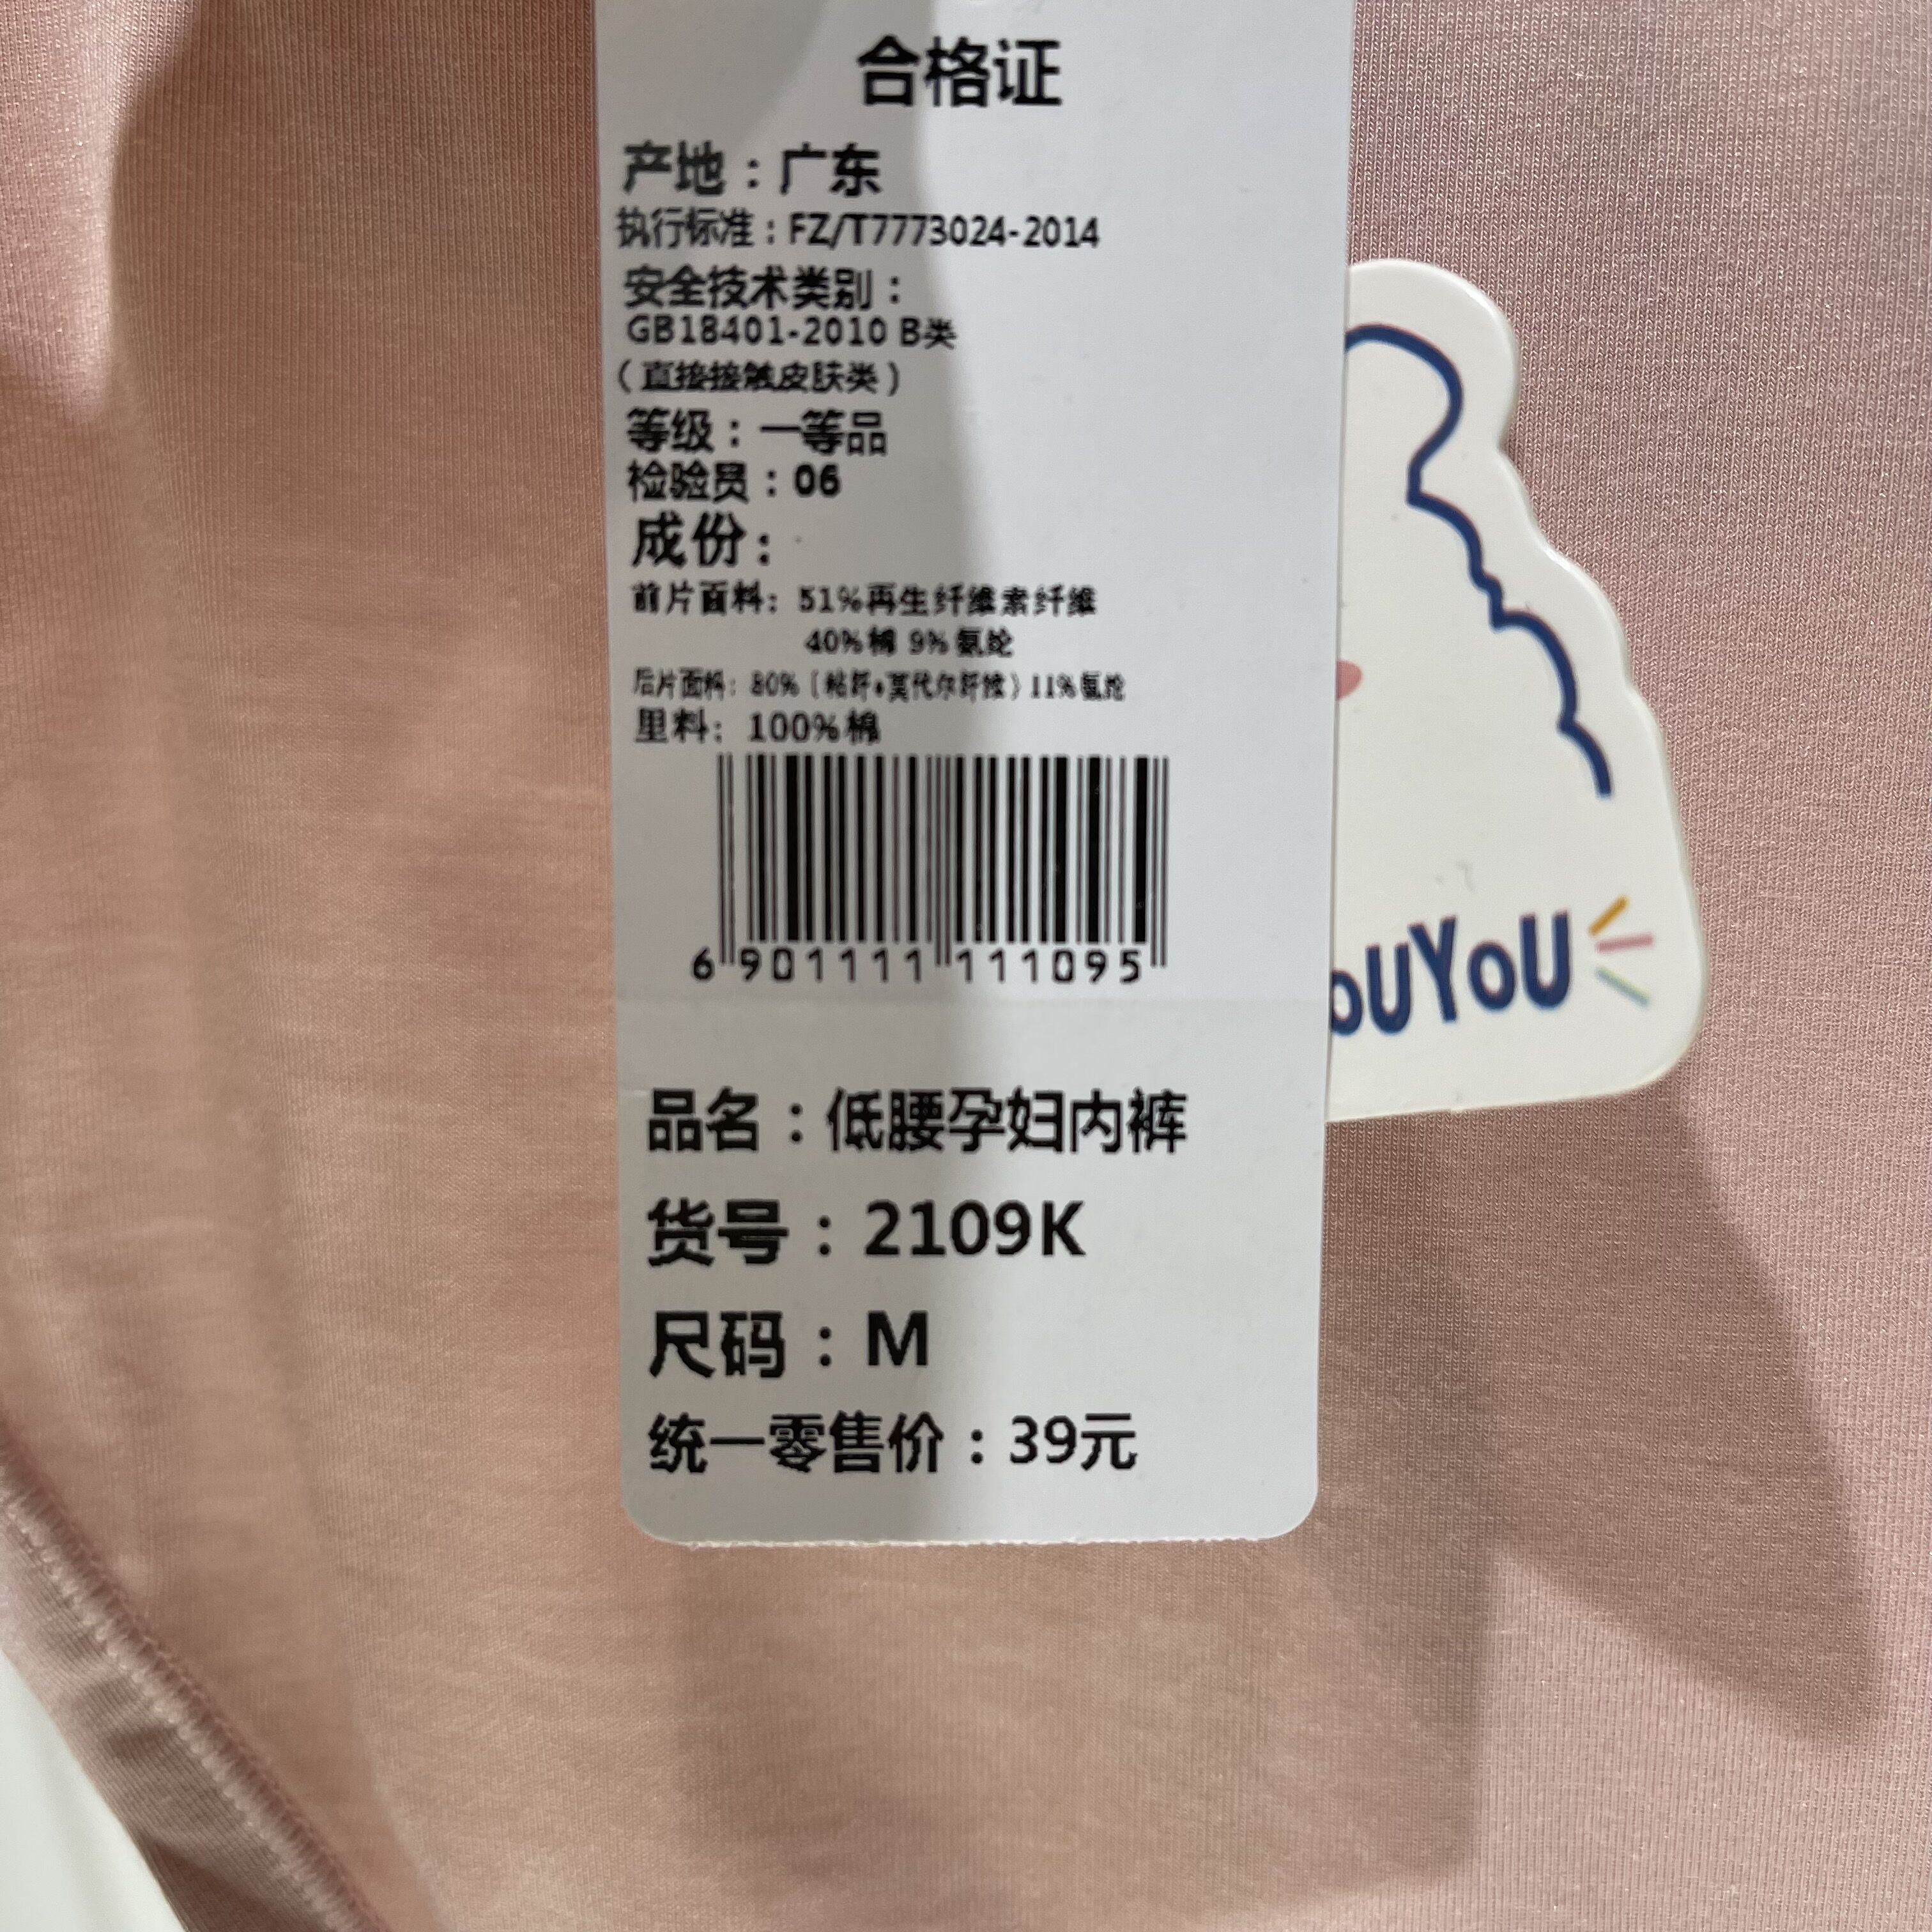 合格证
产地：广东
执行标准：FZ/T7773024-2014
安全技术类别：
GB18401-2010 B类
（直接接触皮肤类）
等级：一等品
检验员：06
成份：
前片面料：51%再生纤维素纤维
40%棉 9%氨纶
后片面料：80%（粘纤+莫代尔纤维）11%氨纶
里料：100%棉
6 901111 111095
oUYoU
品名：低腰孕妇内裤
货号：2109K
尺码：M
统一零售价：39元